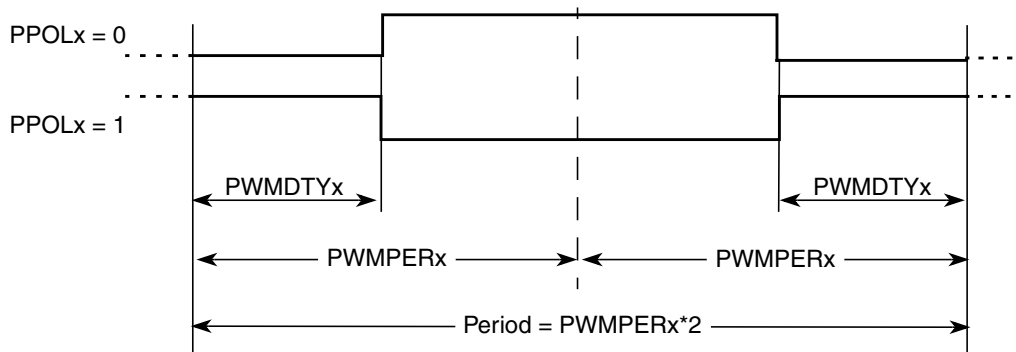 PPOLx = 0
PPOLx = 1
PWMDTYx
PWMDTYx
PWMPERx
PWMPERx
Period = PWMPERx*2